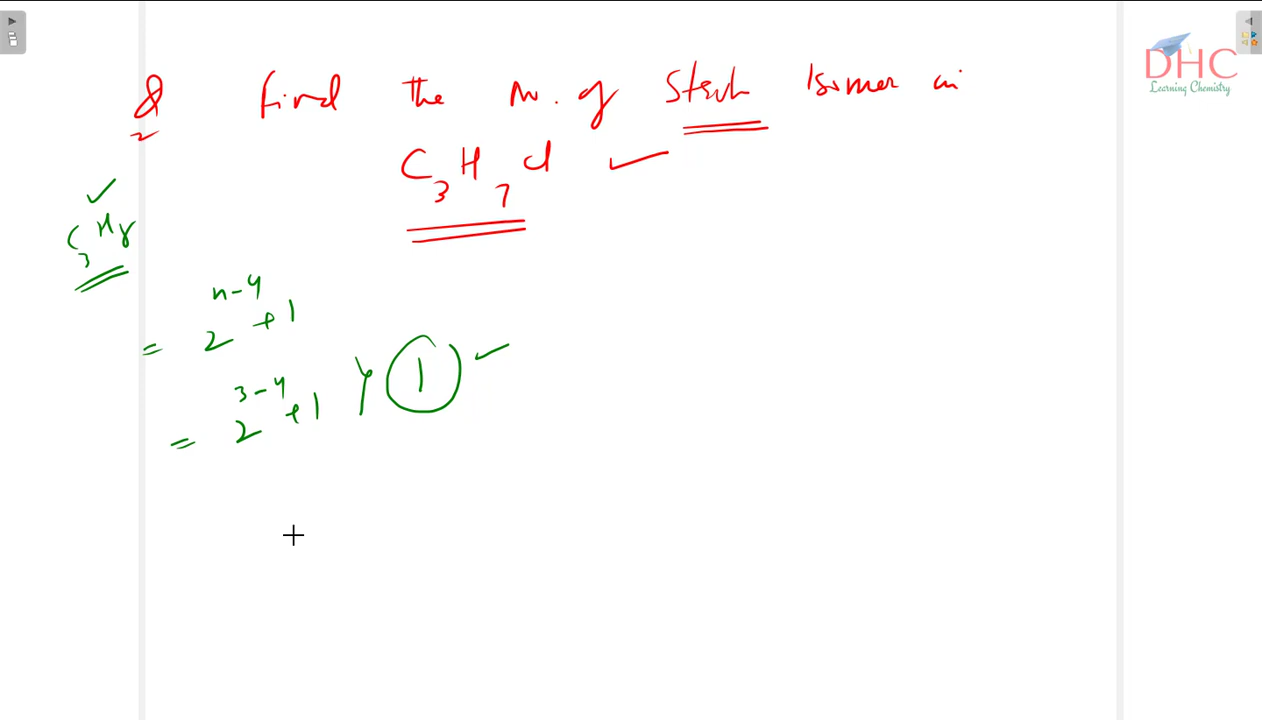 Q find the no. of Struct Isomer in
C3H7Cl
C3H8
= 2^n-4 + 1
= 2^3-4 + 1 } 1
DHC
Learning Chemistry